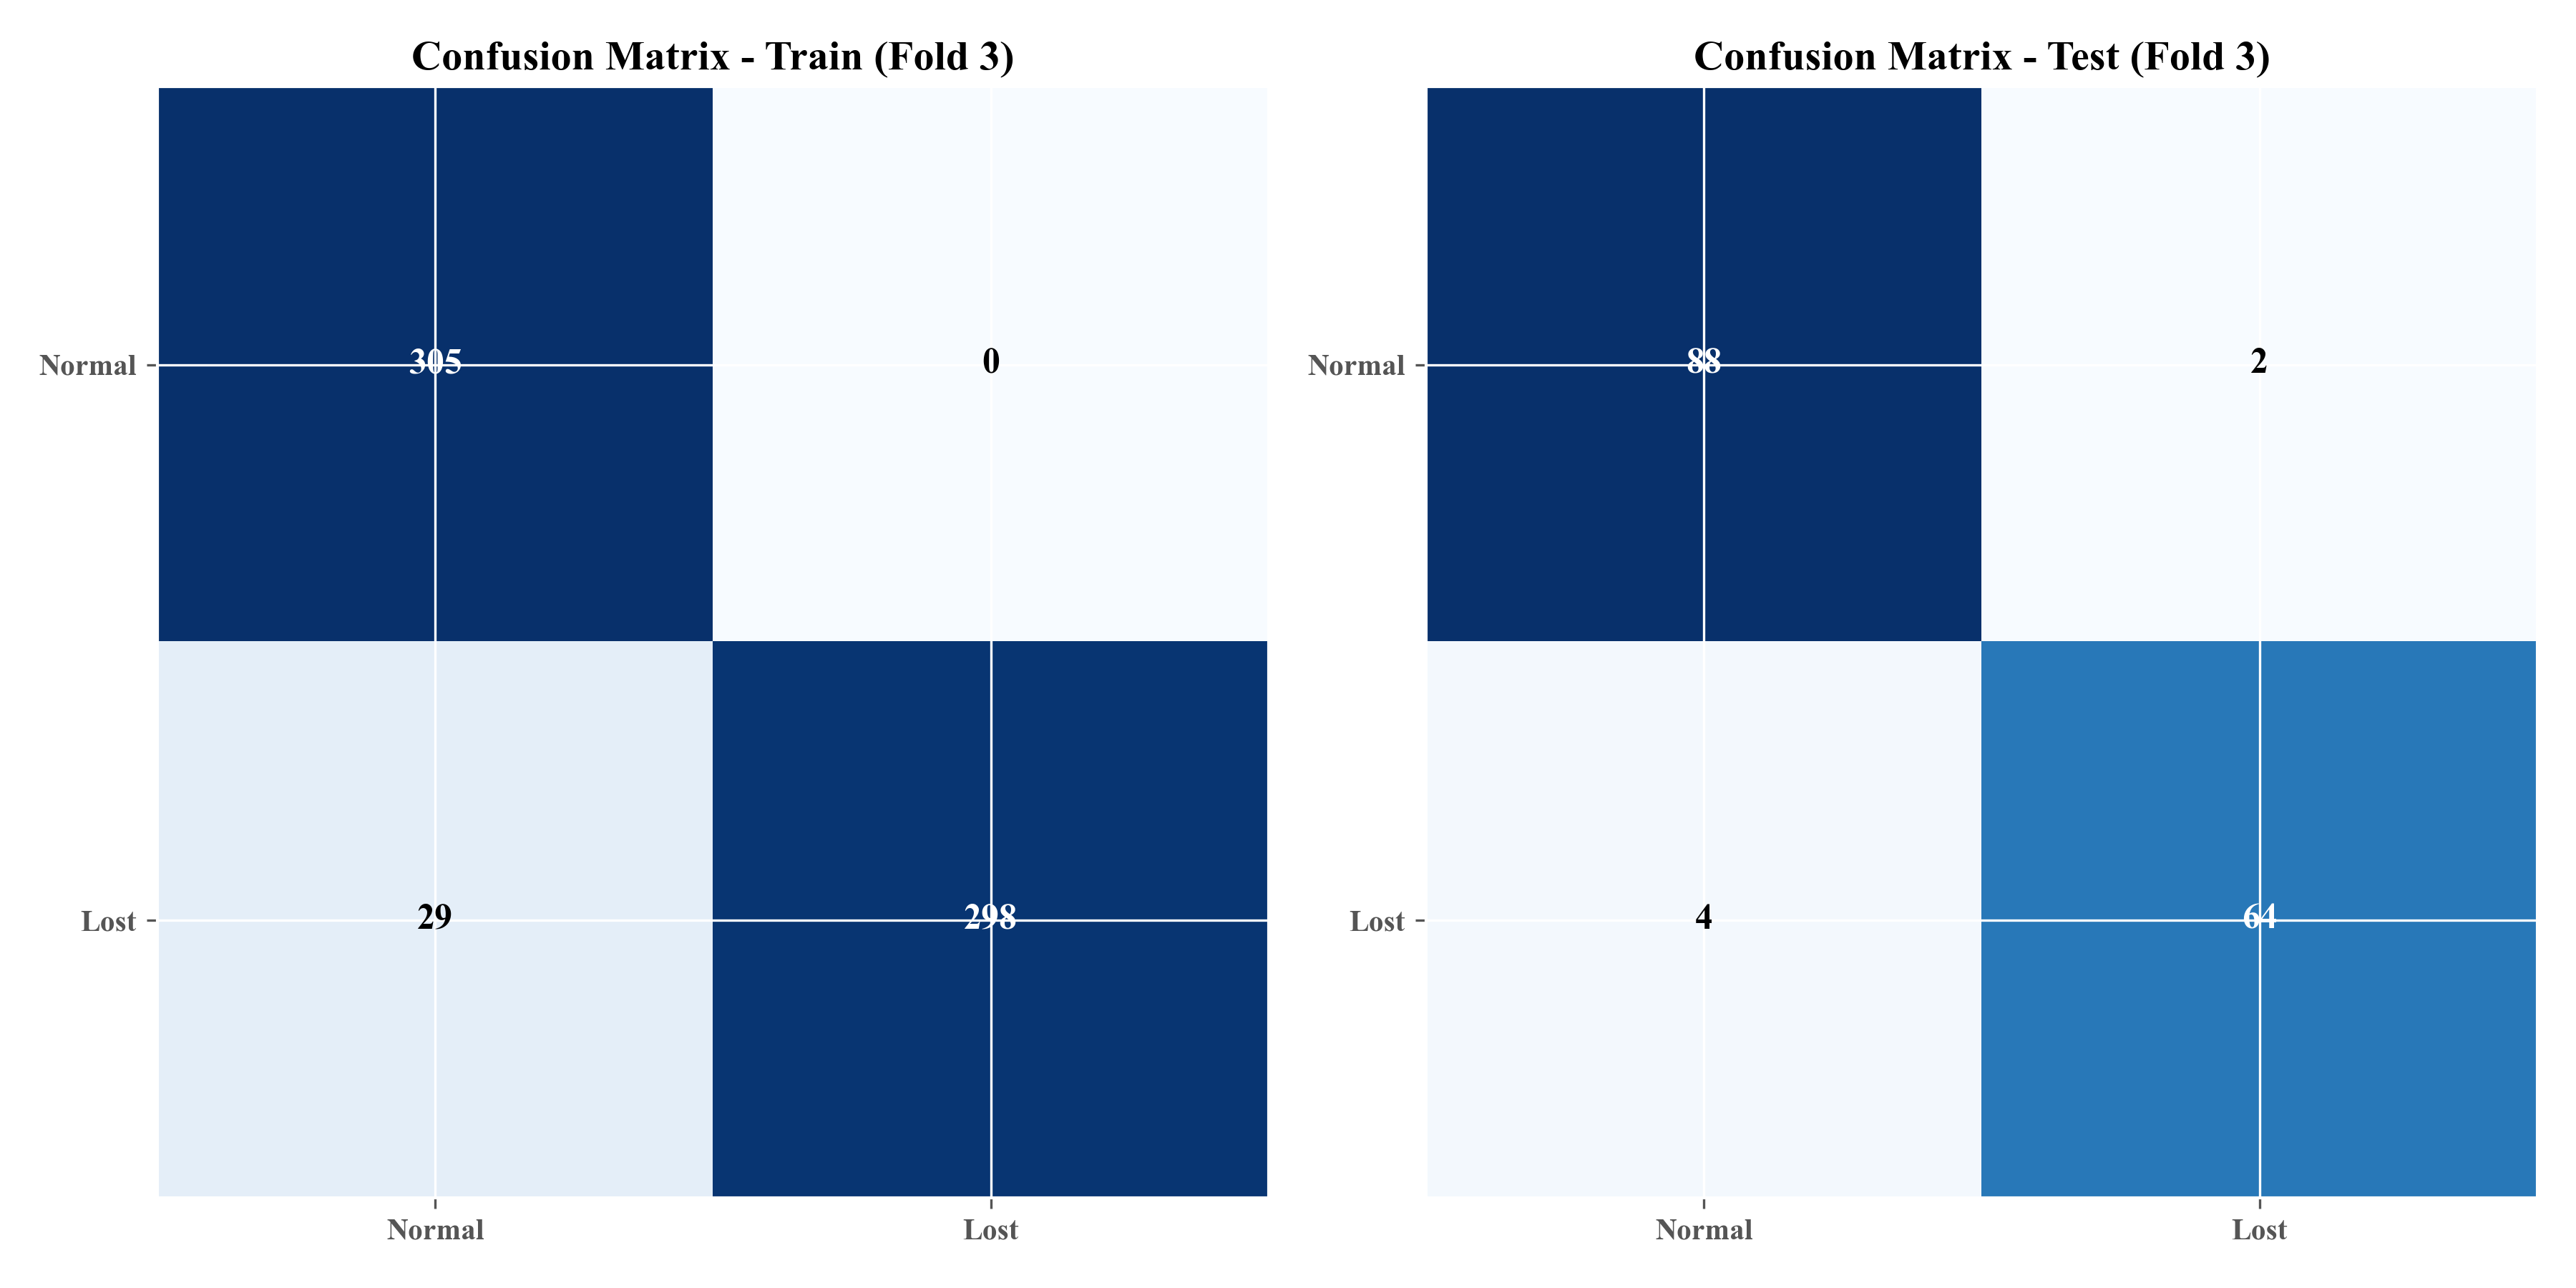 Confusion Matrix - Train (Fold 3)
Normal 305 0
Lost 29 298
Normal Lost
Confusion Matrix - Test (Fold 3)
Normal 88 2
Lost 4 64
Normal Lost